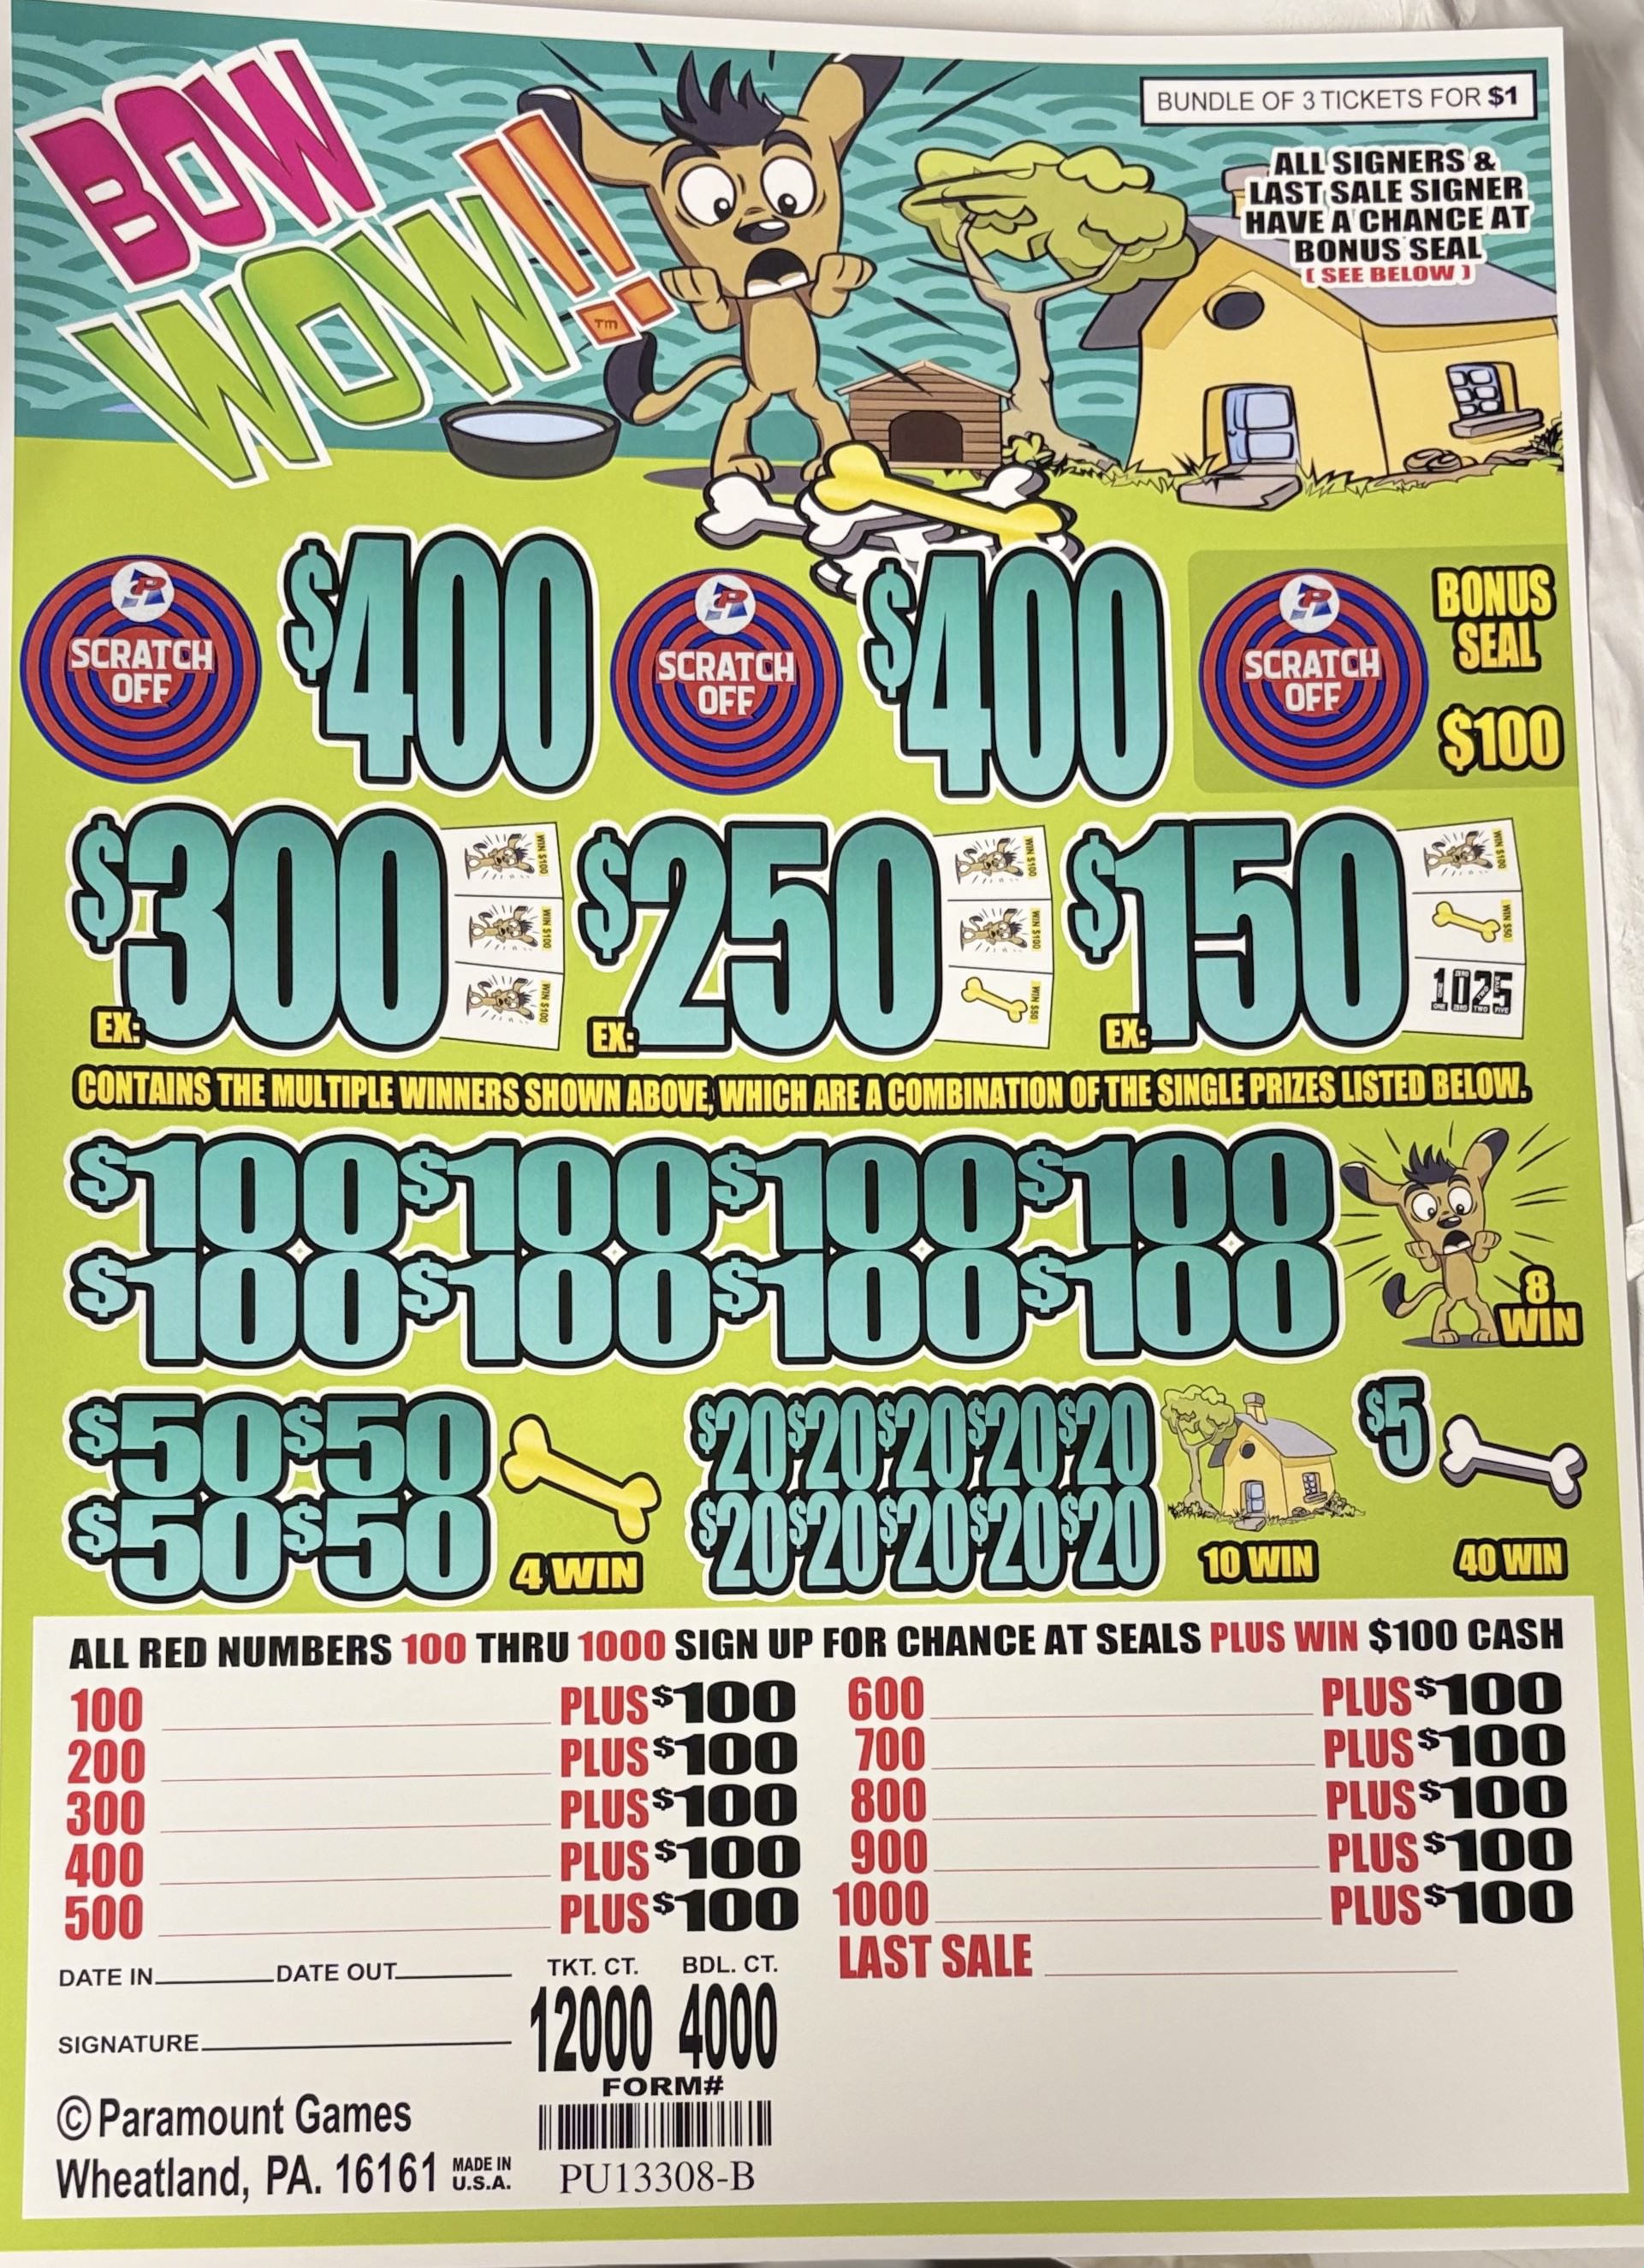 BOW
WOW!!
TM
BUNDLE OF 3 TICKETS FOR $1
ALL SIGNERS &
LAST SALE SIGNER
HAVE A CHANCE AT
BONUS SEAL
( SEE BELOW )
P
SCRATCH
OFF
$400
P
SCRATCH
OFF
$400
P
SCRATCH
OFF
BONUS
SEAL
$100
EX: $300
WIN $100
WIN $100
WIN $100
EX: $250
WIN $100
WIN $100
WIN $50
EX: $150
WIN $100
WIN $50
1025
ONE ZERO TWO FIVE
CONTAINS THE MULTIPLE WINNERS SHOWN ABOVE, WHICH ARE A COMBINATION OF THE SINGLE PRIZES LISTED BELOW.
$100 $100 $100 $100
$100 $100 $100 $100
8
WIN
$50 $50
$50 $50
4 WIN
$20 $20 $20 $20 $20
$20 $20 $20 $20 $20
10 WIN
$5
40 WIN
ALL RED NUMBERS 100 THRU 1000 SIGN UP FOR CHANCE AT SEALS PLUS WIN $100 CASH
100 PLUS $100
200 PLUS $100
300 PLUS $100
400 PLUS $100
500 PLUS $100
600 PLUS $100
700 PLUS $100
800 PLUS $100
900 PLUS $100
1000 PLUS $100
LAST SALE
DATE IN DATE OUT
SIGNATURE
TKT. CT. BDL. CT.
12000 4000
FORM#
PU13308-B
© Paramount Games
Wheatland, PA. 16161 MADE IN
U.S.A.